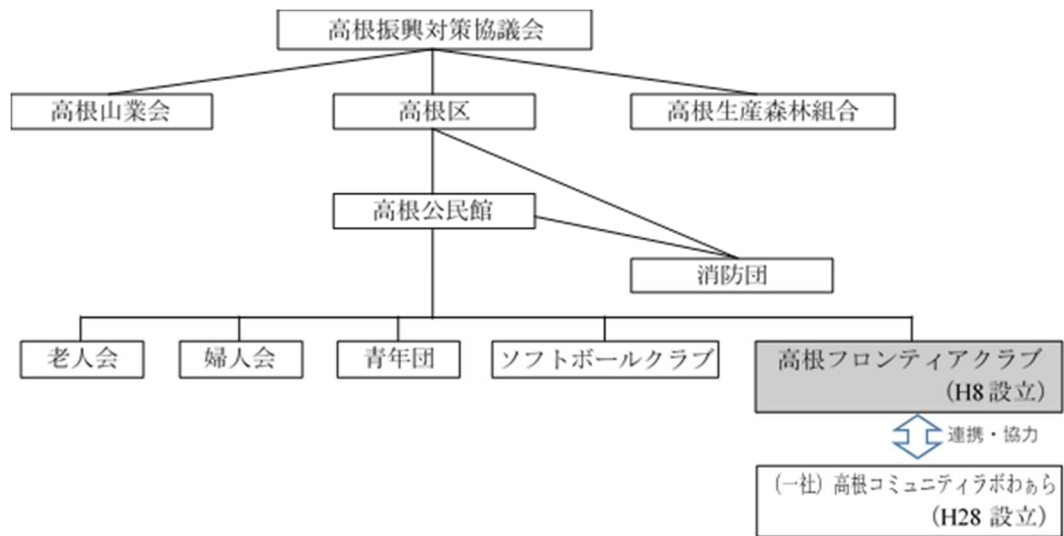 高根振興対策協議会
高根山業会
高根区
高根生産森林組合
高根公民館
消防団
老人会
婦人会
青年団
ソフトボールクラブ
高根フロンティアクラブ
(H8 設立)
連携・協力
(一社) 高根コミュニティラボわぁら
(H28 設立)